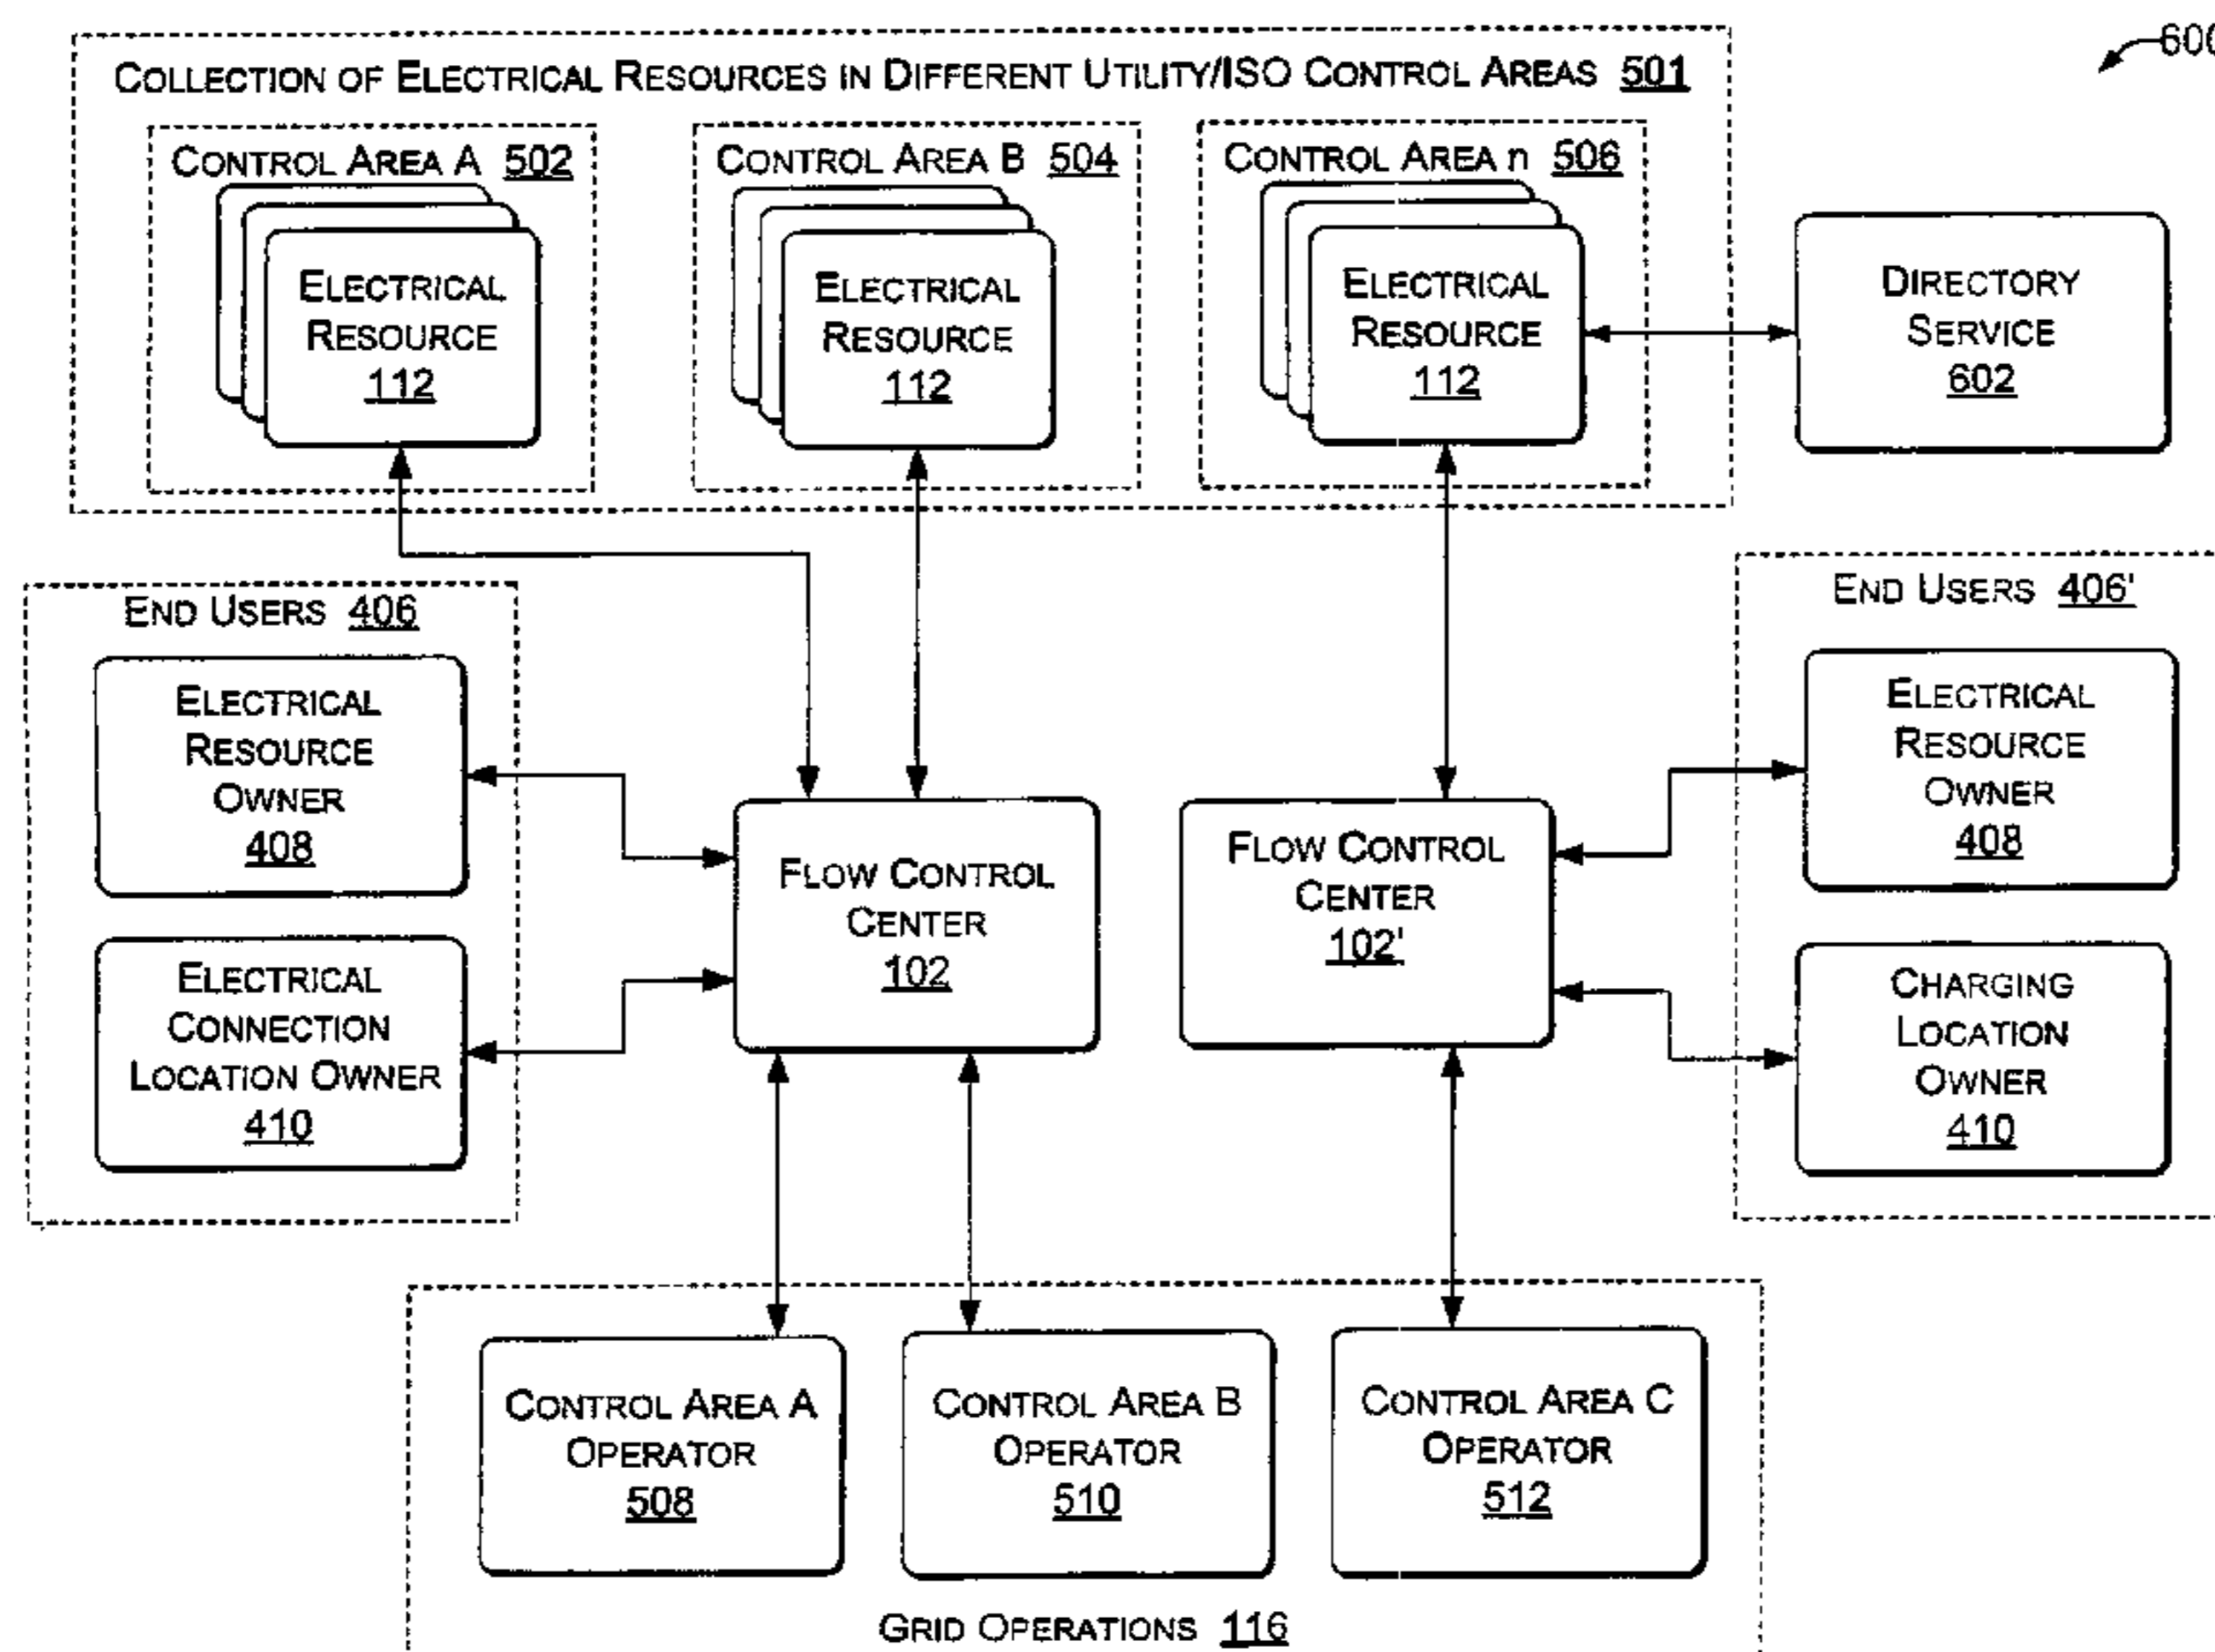 600
COLLECTION OF ELECTRICAL RESOURCES IN DIFFERENT UTILITY/ISO CONTROL AREAS 501
CONTROL AREA A 502
ELECTRICAL
RESOURCE
112
CONTROL AREA B 504
ELECTRICAL
RESOURCE
112
CONTROL AREA n 506
ELECTRICAL
RESOURCE
112
DIRECTORY
SERVICE
602
END USERS 406
ELECTRICAL
RESOURCE
OWNER
408
ELECTRICAL
CONNECTION
LOCATION OWNER
410
FLOW CONTROL
CENTER
102
FLOW CONTROL
CENTER
102'
END USERS 406'
ELECTRICAL
RESOURCE
OWNER
408
CHARGING
LOCATION
OWNER
410
CONTROL AREA A
OPERATOR
508
CONTROL AREA B
OPERATOR
510
CONTROL AREA C
OPERATOR
512
GRID OPERATIONS 116